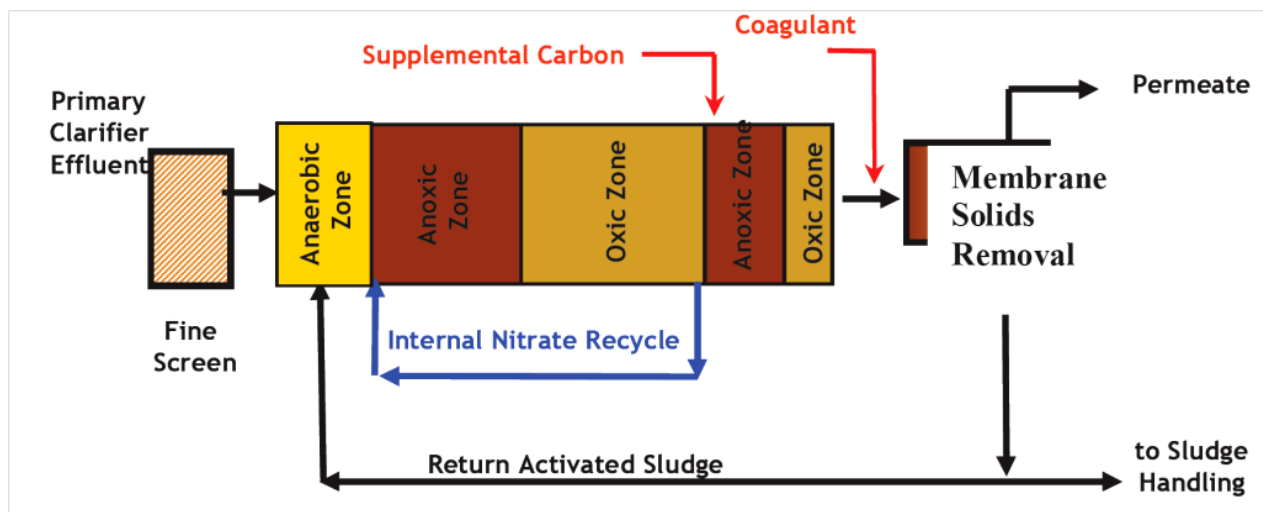 Coagulant
Supplemental Carbon
Permeate
Primary
Clarifier
Effluent
Anaerobic
Zone
Anoxic
Zone
Oxic Zone
Anoxic Zone
Oxic Zone
Membrane
Solids
Removal
Fine
Screen
Internal Nitrate Recycle
Return Activated Sludge
to Sludge
Handling